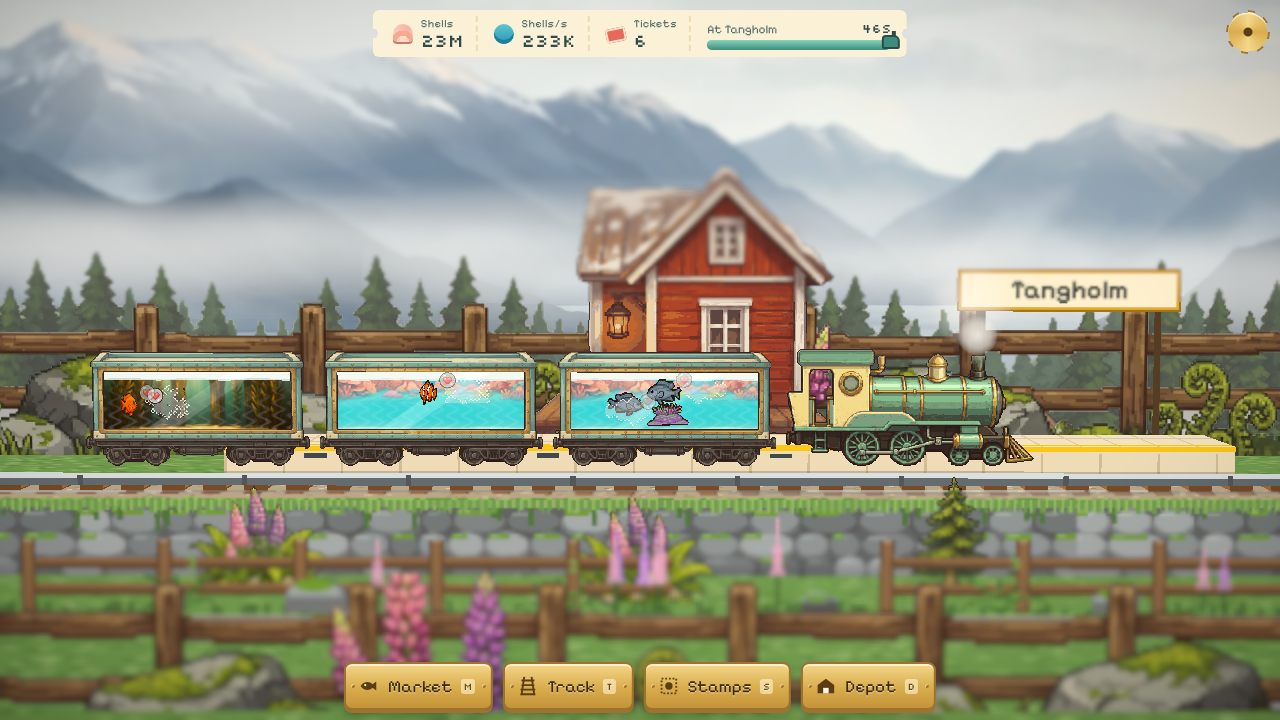 Shells
23M
Shells/s
233K
Tickets
6
At Tangholm
46S
Tangholm
Market M
Track T
Stamps S
Depot D